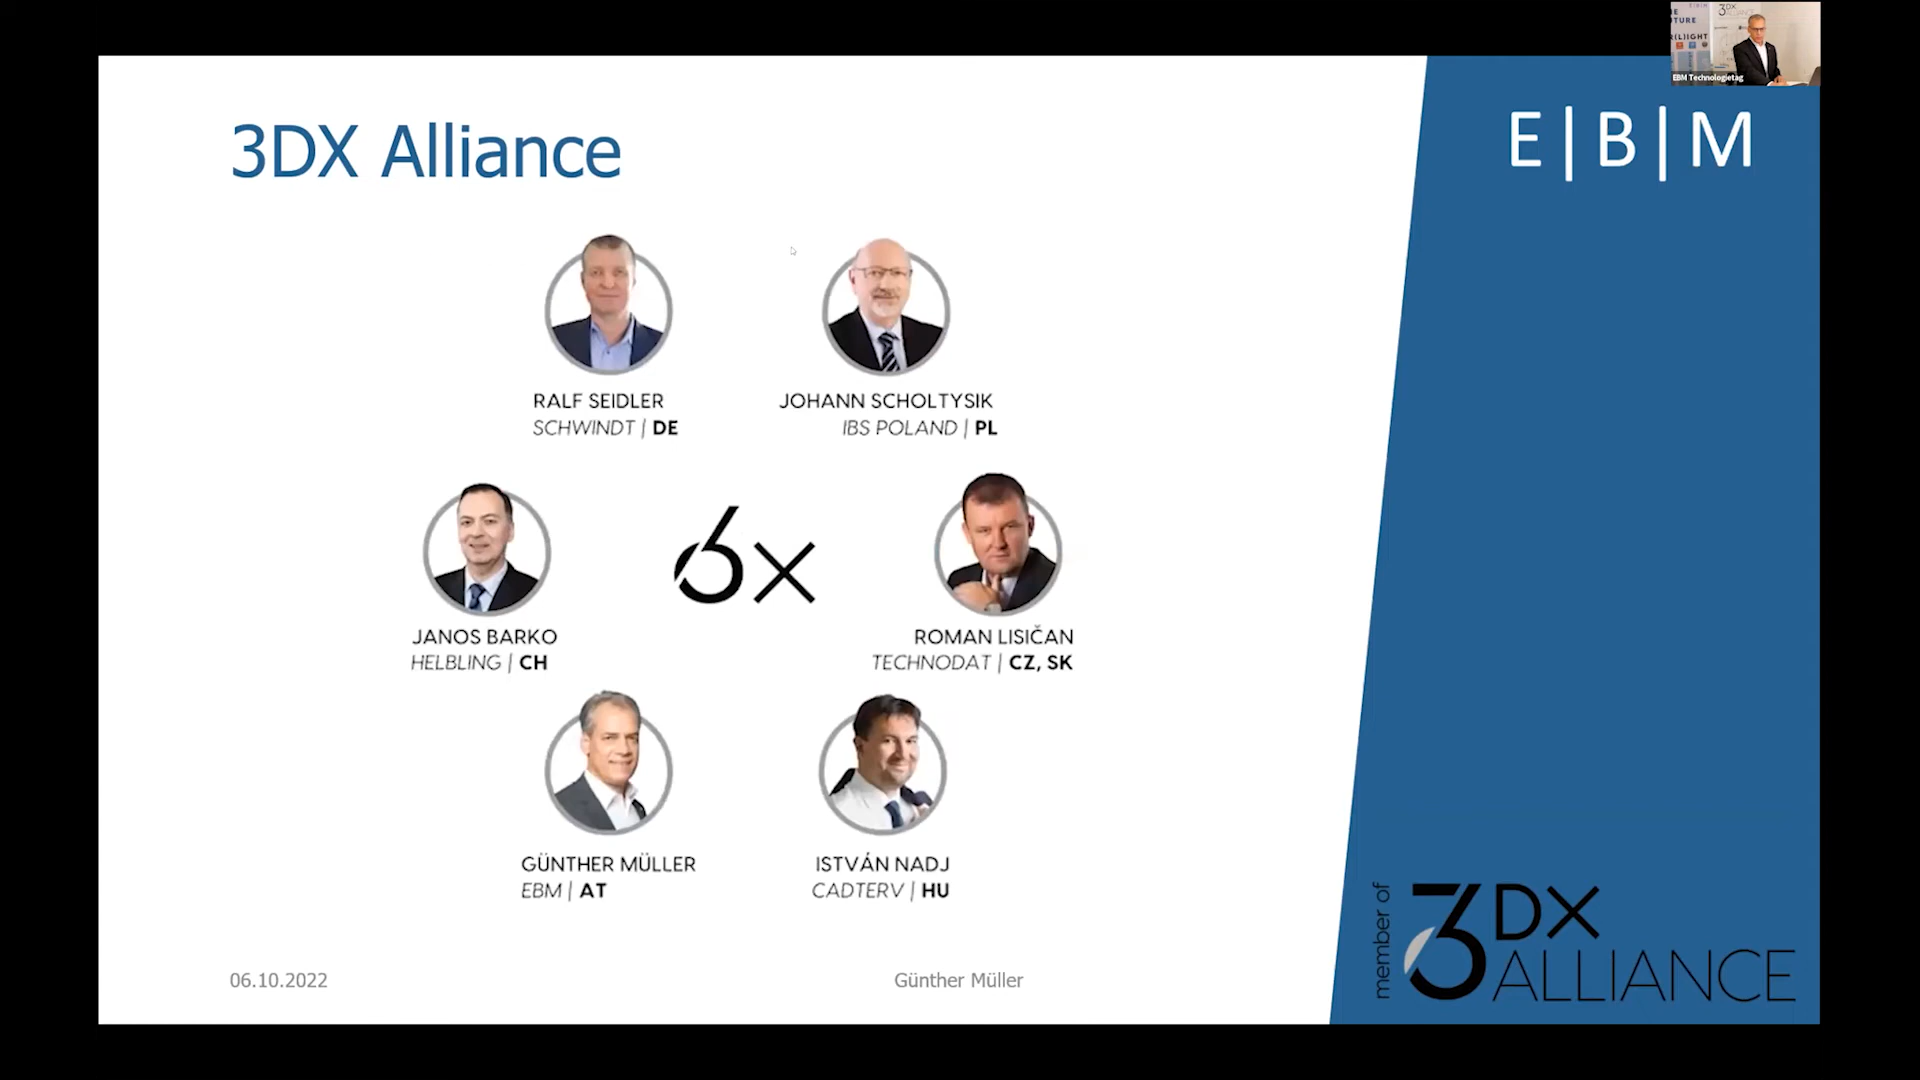 3DX Alliance
E|B|M
EBM Technologietag
RALF SEIDLER
SCHWINDT | DE
JOHANN SCHOLTYSIK
IBS POLAND | PL
6x
JANOS BARKO
HELBLING | CH
ROMAN LISIČAN
TECHNODAT | CZ, SK
GÜNTHER MÜLLER
EBM | AT
ISTVÁN NADJ
CADTERV | HU
06.10.2022
Günther Müller
member of
3DX
ALLIANCE